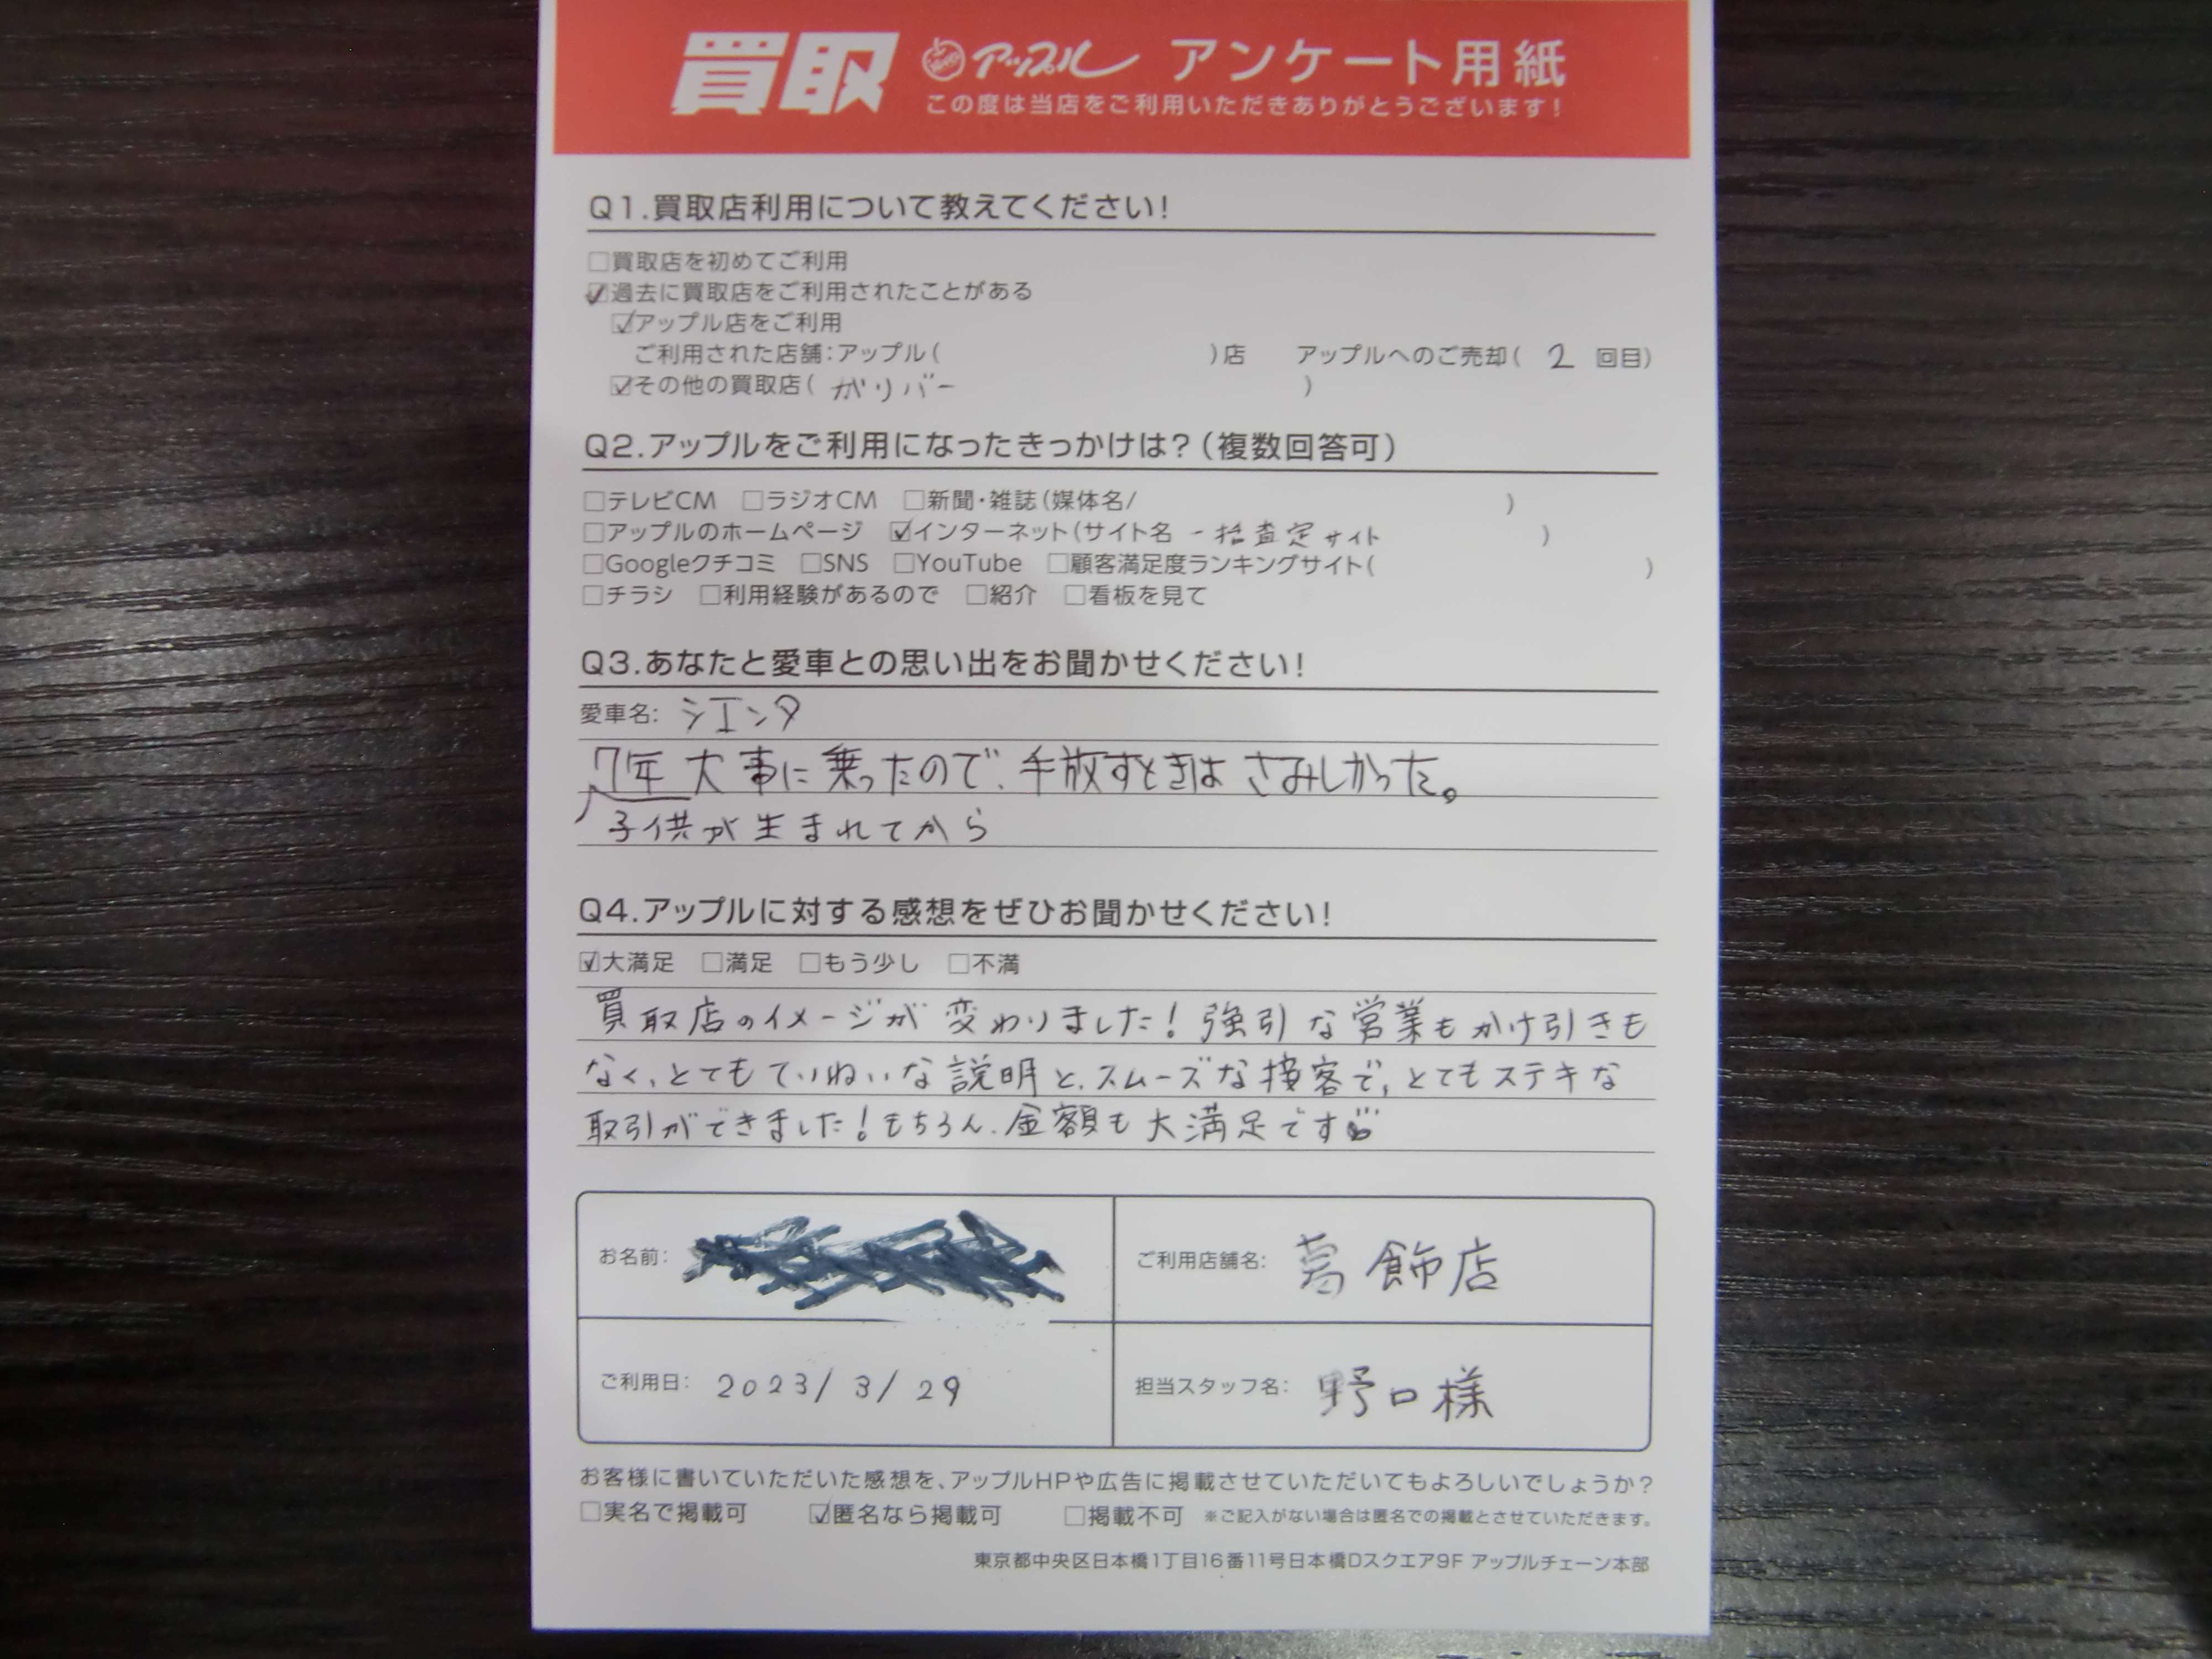 買取 アップル アンケート用紙
この度は当店をご利用いただきありがとうございます!
Q1.買取店利用について教えてください!
□買取店を初めてご利用
☑過去に買取店をご利用されたことがある
☑アップル店をご利用
ご利用された店舗:アップル( )店 アップルへのご売却( 2 回目)
☑その他の買取店( ガリバー )
Q2.アップルをご利用になったきっかけは?(複数回答可)
□テレビCM □ラジオCM □新聞・雑誌(媒体名/ )
□アップルのホームページ ☑インターネット(サイト名 一括査定サイト )
□Googleクチコミ □SNS □YouTube □顧客満足度ランキングサイト( )
□チラシ □利用経験があるので □紹介 □看板を見て
Q3.あなたと愛車との思い出をお聞かせください!
愛車名: シエンタ
7年大事に乗ったので、手放すときはさみしかった。
子供が生まれてから
Q4.アップルに対する感想をぜひお聞かせください!
☑大満足 □満足 □もう少し □不満
買取店のイメージが変わりました!強引な営業もかけ引きも
なく、とてもていねいな説明と、スムーズな接客で、とてもステキな
取引ができました!もちろん、金額も大満足です
お名前:
ご利用店舗名: 葛飾店
ご利用日: 2023/3/29
担当スタッフ名: 野口様
お客様に書いていただいた感想を、アップルHPや広告に掲載させていただいてもよろしいでしょうか?
□実名で掲載可 ☑匿名なら掲載可 □掲載不可 ※ご記入がない場合は匿名での掲載とさせていただきます。
東京都中央区日本橋1丁目16番11号日本橋Dスクエア9F アップルチェーン本部